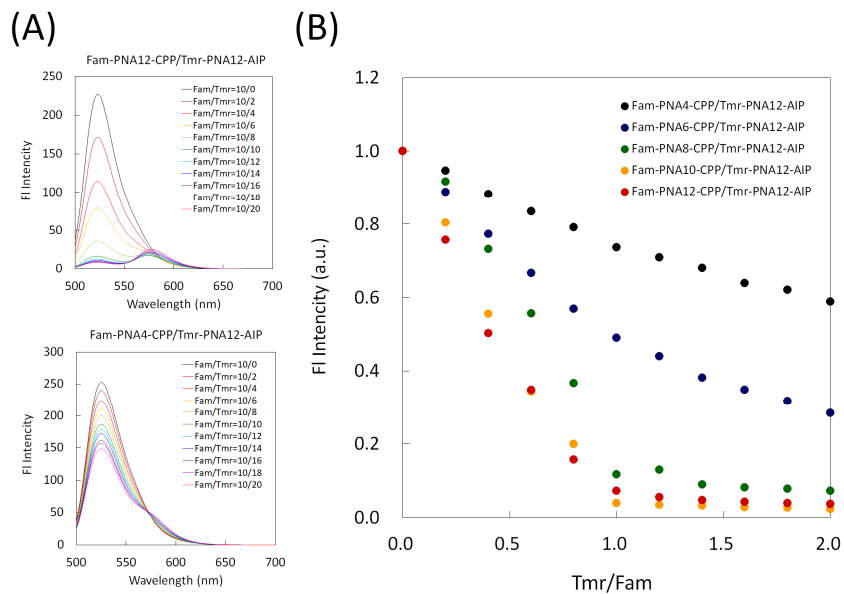 (A)
Fam-PNA12-CPP/Tmr-PNA12-AIP
Fl Intencity
250
200
150
100
50
0
Fam/Tmr=10/0
Fam/Tmr=10/2
Fam/Tmr=10/4
Fam/Tmr=10/6
Fam/Tmr=10/8
Fam/Tmr=10/10
Fam/Tmr=10/12
Fam/Tmr=10/14
Fam/Tmr=10/16
Fam/Tmr=10/18
Fam/Tmr=10/20
500 550 600 650 700
Wavelength (nm)
Fam-PNA4-CPP/Tmr-PNA12-AIP
Fl Intencity
300
250
200
150
100
50
0
Fam/Tmr=10/0
Fam/Tmr=10/2
Fam/Tmr=10/4
Fam/Tmr=10/6
Fam/Tmr=10/8
Fam/Tmr=10/10
Fam/Tmr=10/12
Fam/Tmr=10/14
Fam/Tmr=10/16
Fam/Tmr=10/18
Fam/Tmr=10/20
500 550 600 650 700
Wavelength (nm)
(B)
Fl Intencity (a.u.)
1.2
1.0
0.8
0.6
0.4
0.2
0.0
Fam-PNA4-CPP/Tmr-PNA12-AIP
Fam-PNA6-CPP/Tmr-PNA12-AIP
Fam-PNA8-CPP/Tmr-PNA12-AIP
Fam-PNA10-CPP/Tmr-PNA12-AIP
Fam-PNA12-CPP/Tmr-PNA12-AIP
0.0 0.5 1.0 1.5 2.0
Tmr/Fam